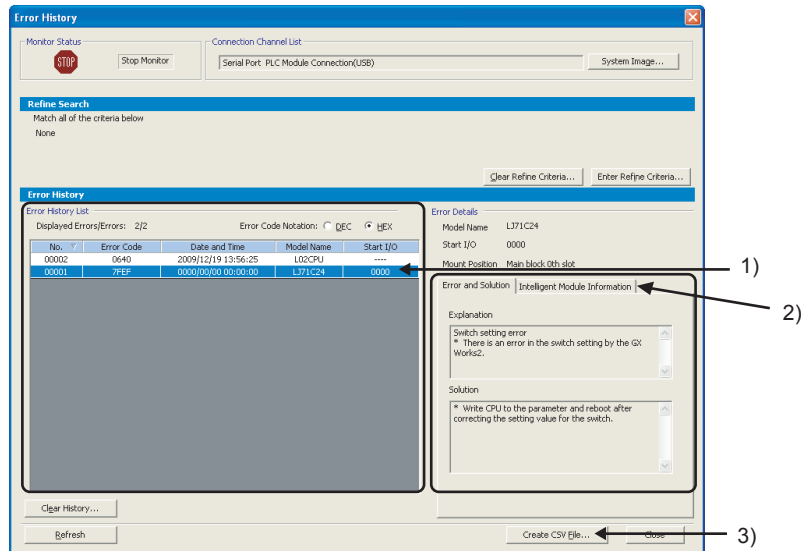 Error History
Monitor Status
STOP
Stop Monitor
Connection Channel List
Serial Port PLC Module Connection(USB)
System Image...
Refine Search
Match all of the criteria below
None
Clear Refine Criteria...
Enter Refine Criteria...
Error History
Error History List
Displayed Errors/Errors: 2/2
Error Code Notation: DEC HEX
No. Error Code Date and Time Model Name Start I/O
00002 0640 2009/12/19 13:56:25 L02CPU ----
00001 7FEF 0000/00/00 00:00:00 LJ71C24 0000
Error Details
Model Name LJ71C24
Start I/O 0000
Mount Position Main block 0th slot
Error and Solution
Intelligent Module Information
Explanation
Switch setting error
* There is an error in the switch setting by the GX
Works2.
Solution
* Write CPU to the parameter and reboot after
correcting the setting value for the switch.
1)
2)
Clear History...
Refresh
Create CSV File...
Close
3)